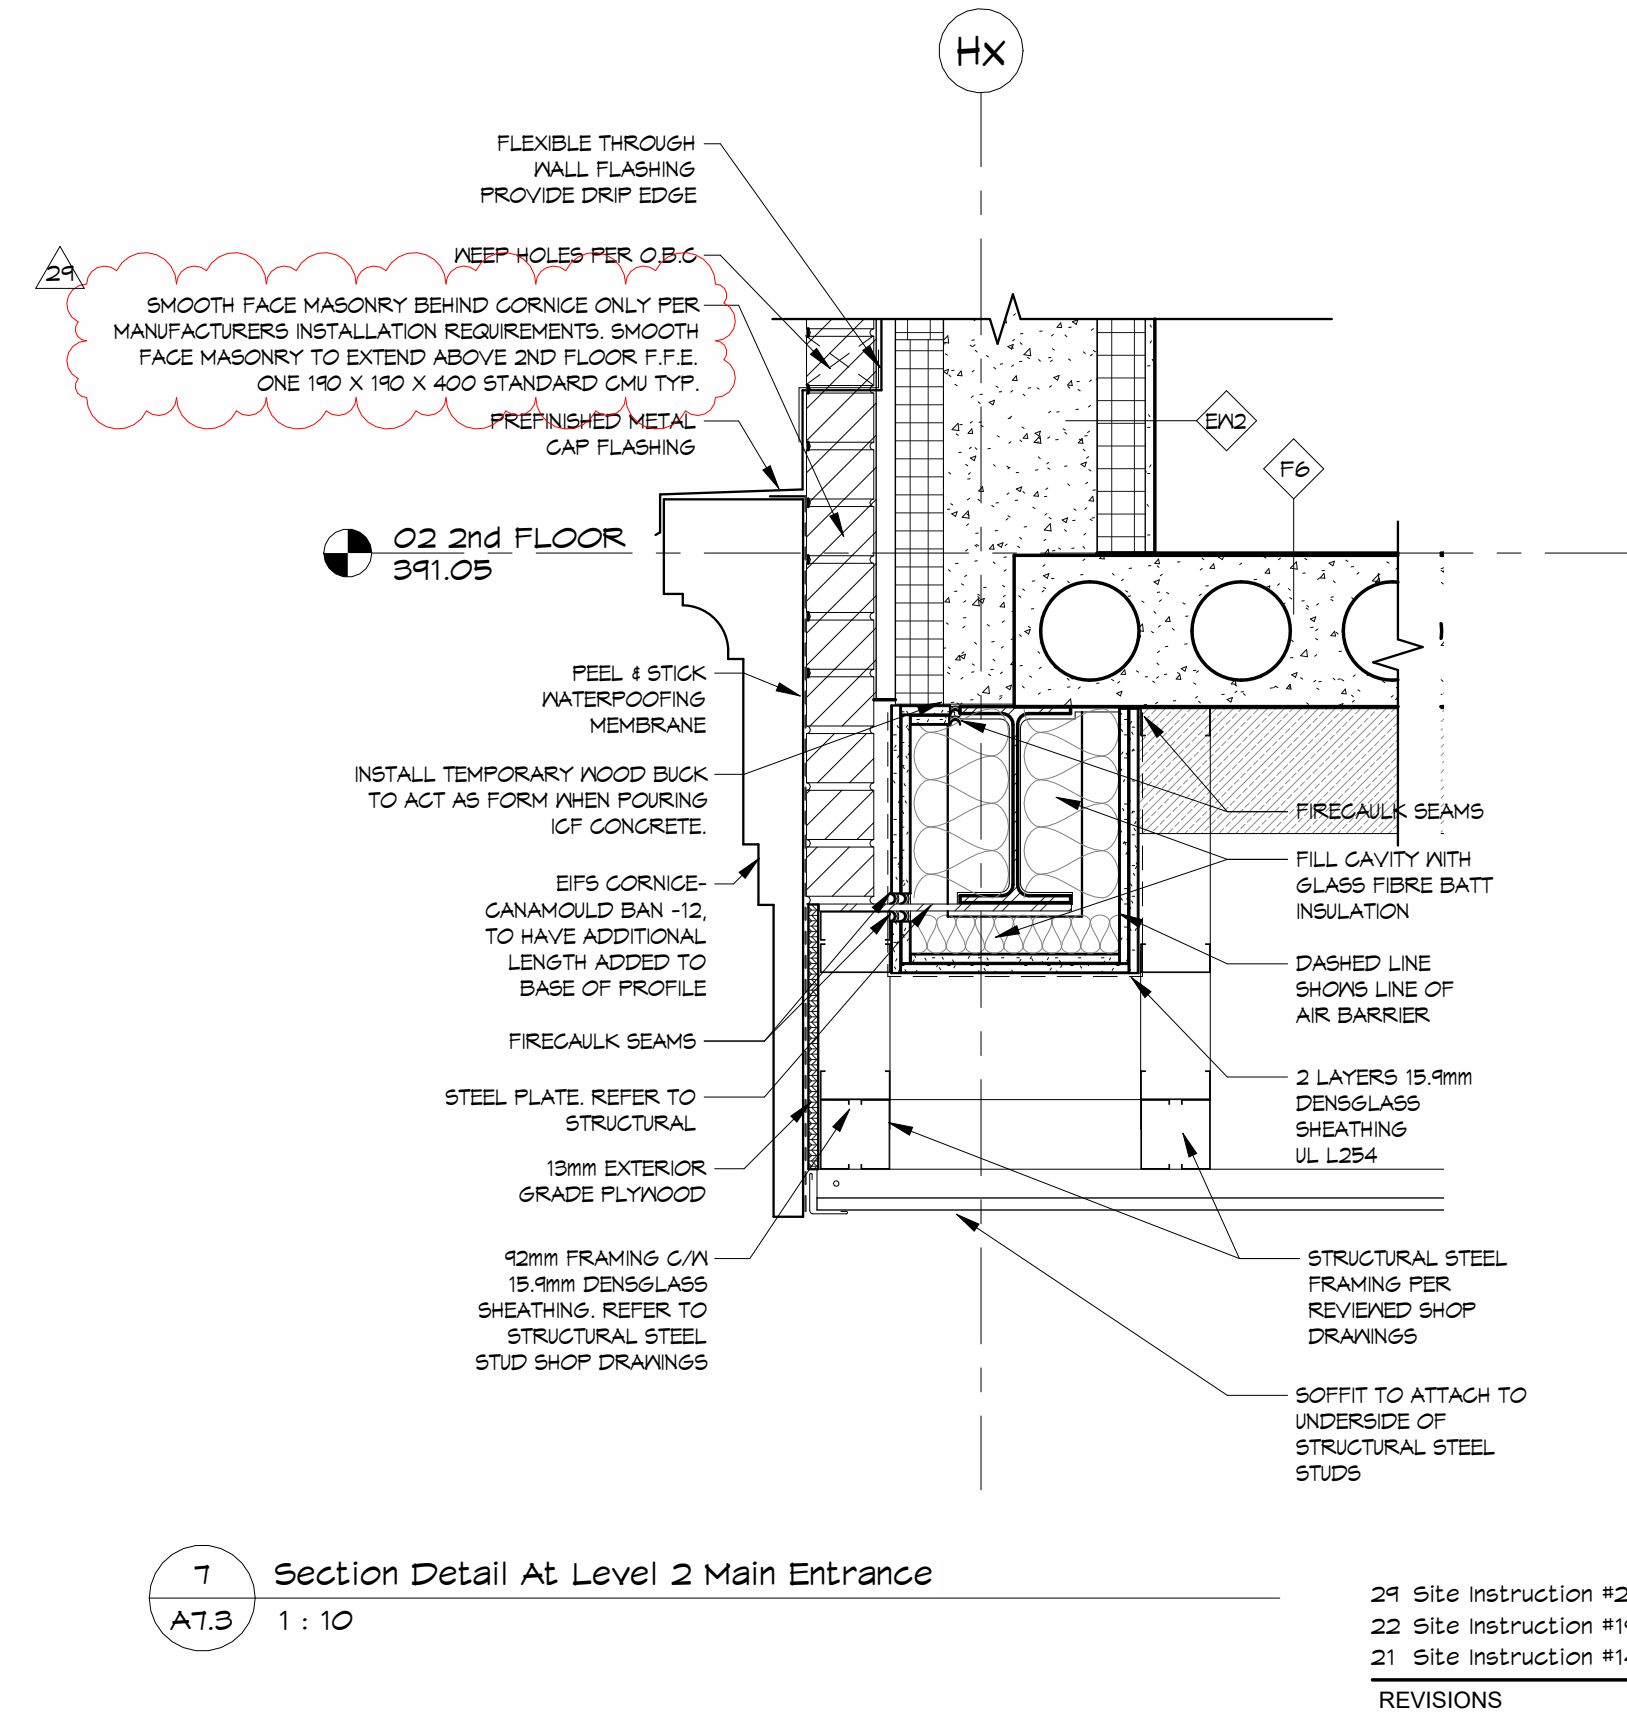 HX
FLEXIBLE THROUGH
WALL FLASHING
PROVIDE DRIP EDGE
WEEP HOLES PER O.B.C
29
SMOOTH FACE MASONRY BEHIND CORNICE ONLY PER
MANUFACTURERS INSTALLATION REQUIREMENTS. SMOOTH
FACE MASONRY TO EXTEND ABOVE 2ND FLOOR F.F.E.
ONE 190 X 190 X 400 STANDARD CMU TYP.
PREFINISHED METAL
CAP FLASHING
EW2
F6
02 2nd FLOOR
391.05
PEEL & STICK
WATERPOOFING
MEMBRANE
INSTALL TEMPORARY WOOD BUCK
TO ACT AS FORM WHEN POURING
ICF CONCRETE.
EIFS CORNICE-
CANAMOULD BAN -12,
TO HAVE ADDITIONAL
LENGTH ADDED TO
BASE OF PROFILE
FIRECAULK SEAMS
STEEL PLATE. REFER TO
STRUCTURAL
13mm EXTERIOR
GRADE PLYWOOD
92mm FRAMING C/W
15.9mm DENSGLASS
SHEATHING. REFER TO
STRUCTURAL STEEL
STUD SHOP DRAWINGS
FIRECAULK SEAMS
FILL CAVITY WITH
GLASS FIBRE BATT
INSULATION
DASHED LINE
SHOWS LINE OF
AIR BARRIER
2 LAYERS 15.9mm
DENSGLASS
SHEATHING
UL L254
STRUCTURAL STEEL
FRAMING PER
REVIEWED SHOP
DRAWINGS
SOFFIT TO ATTACH TO
UNDERSIDE OF
STRUCTURAL STEEL
STUDS
7
A7.3
Section Detail At Level 2 Main Entrance
1 : 10
29 Site Instruction #2
22 Site Instruction #1
21 Site Instruction #1
REVISIONS